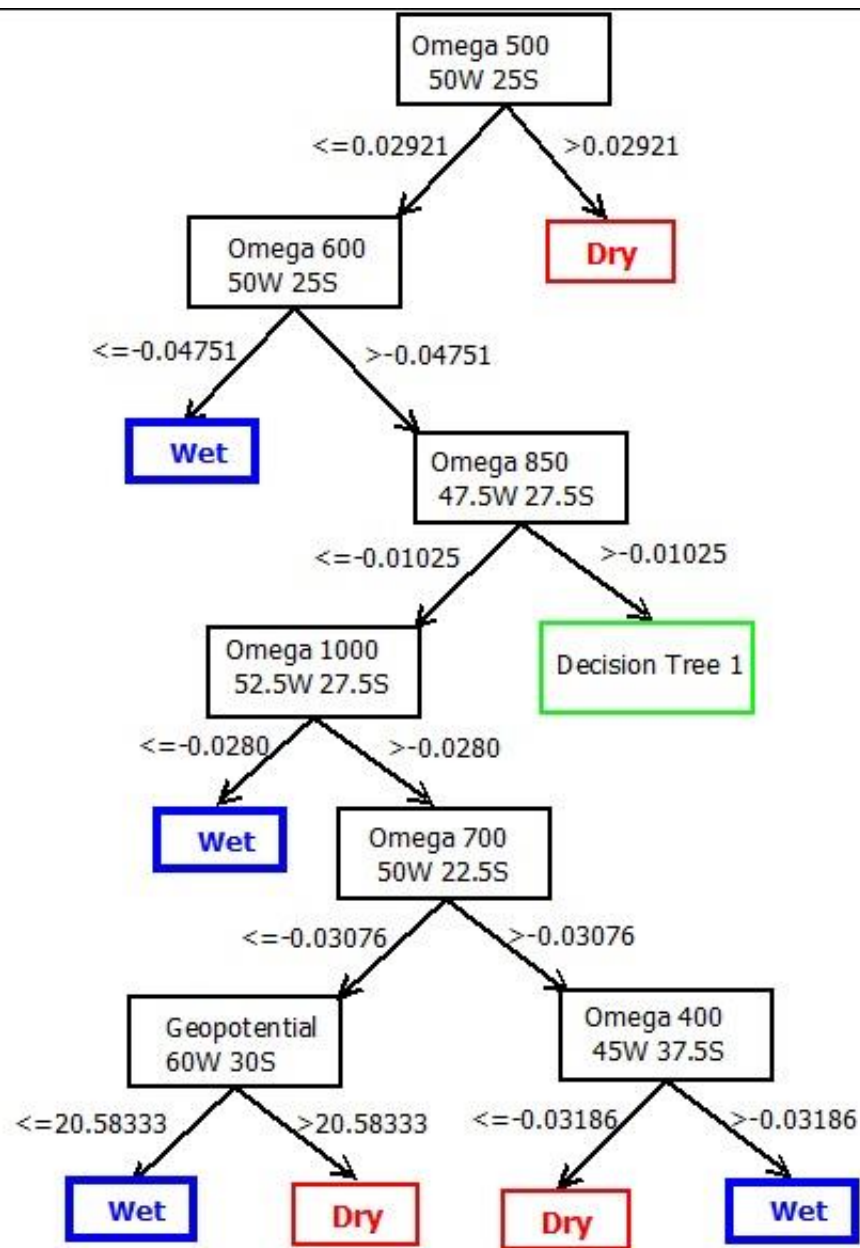 Omega 500
50W 25S
<=0.02921
>0.02921
Omega 600
50W 25S
Dry
<=-0.04751
>-0.04751
Wet
Omega 850
47.5W 27.5S
<=-0.01025
>-0.01025
Omega 1000
52.5W 27.5S
Decision Tree 1
<=-0.0280
>-0.0280
Wet
Omega 700
50W 22.5S
<=-0.03076
>-0.03076
Geopotential
60W 30S
Omega 400
45W 37.5S
<=20.58333
>20.58333
<=-0.03186
>-0.03186
Wet
Dry
Dry
Wet